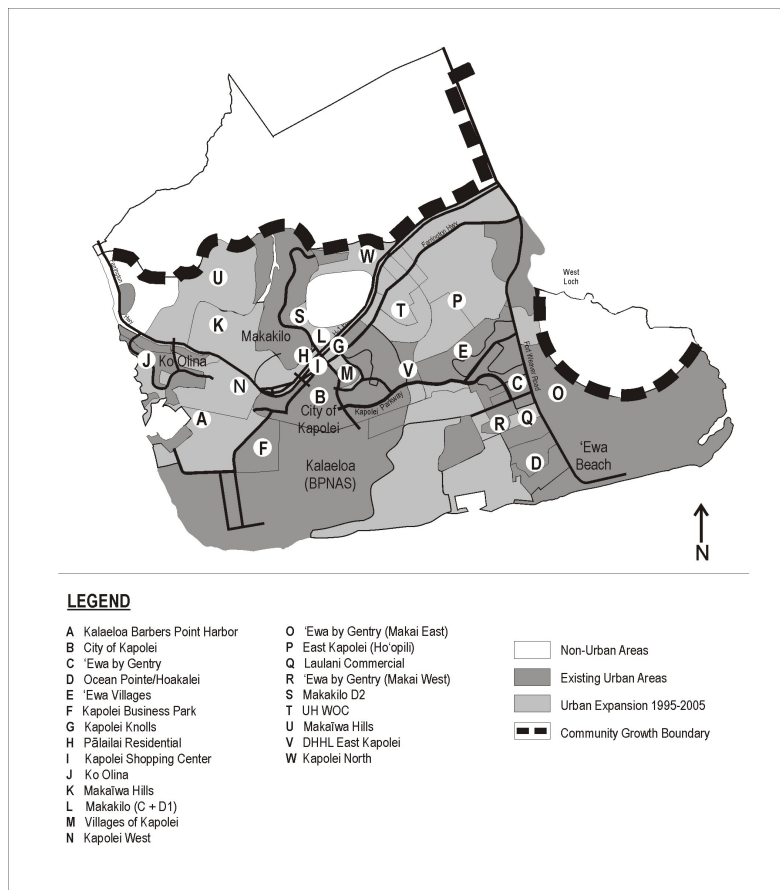 W
Farrington Hwy
West
Loch
U
S
T
P
K
Makakilo
L
G
H
I
E
J
Ko Olina
M
V
Fort Weaver Road
N
B
C
O
City of
Kapolei
Kapolei Parkway
A
R
Q
F
'Ewa
Beach
Kalaeloa
(BPNAS)
D
N
LEGEND
A Kalaeloa Barbers Point Harbor
B City of Kapolei
C 'Ewa by Gentry
D Ocean Pointe/Hoakalei
E 'Ewa Villages
F Kapolei Business Park
G Kapolei Knolls
H Pālailai Residential
I Kapolei Shopping Center
J Ko Olina
K Makaīwa Hills
L Makakilo (C + D1)
M Villages of Kapolei
N Kapolei West
O 'Ewa by Gentry (Makai East)
P East Kapolei (Ho'opili)
Q Laulani Commercial
R 'Ewa by Gentry (Makai West)
S Makakilo D2
T UH WOC
U Makaīwa Hills
V DHHL East Kapolei
W Kapolei North
Non-Urban Areas
Existing Urban Areas
Urban Expansion 1995-2005
Community Growth Boundary